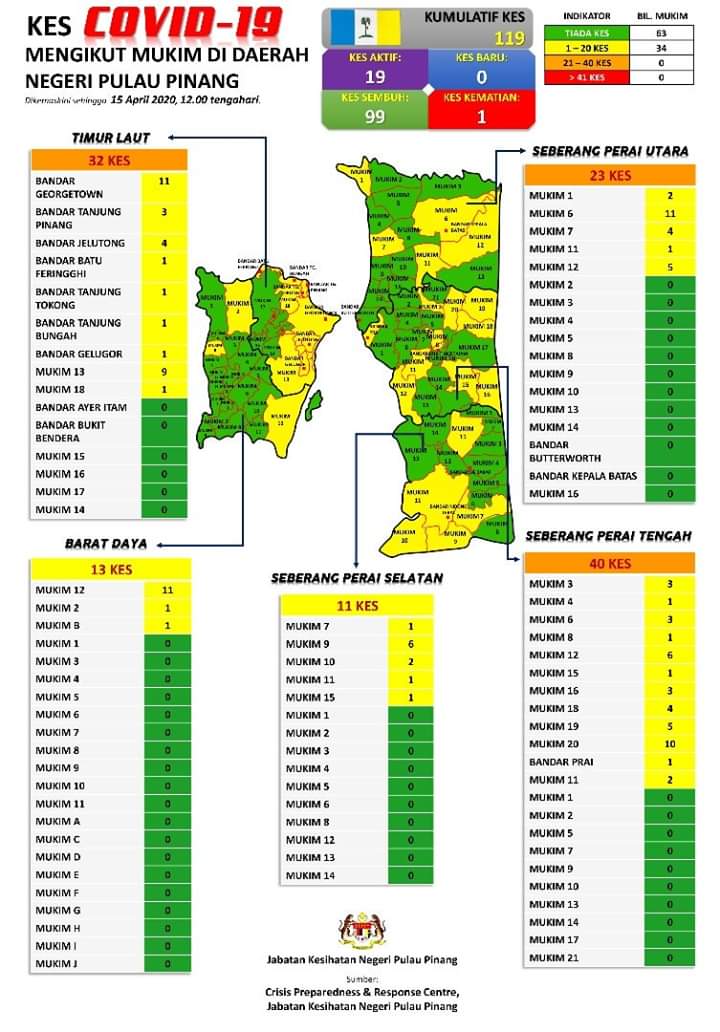 KES COVID-19
MENGIKUT MUKIM DI DAERAH
NEGERI PULAU PINANG
Dikemaskini sehingga 15 April 2020, 12.00 tengahari.
KUMULATIF KES
119
KES AKTIF:
19
KES BARU:
0
KES SEMBUH:
99
KES KEMATIAN:
1
INDIKATOR BIL. MUKIM
TIADA KES 63
1 – 20 KES 34
21 – 40 KES 0
> 41 KES 0
TIMUR LAUT
32 KES
BANDAR GEORGETOWN 11
BANDAR TANJUNG PINANG 3
BANDAR JELUTONG 4
BANDAR BATU FERINGGHI 1
BANDAR TANJUNG TOKONG 1
BANDAR TANJUNG BUNGAH 1
BANDAR GELUGOR 1
MUKIM 13 9
MUKIM 18 1
BANDAR AYER ITAM 0
BANDAR BUKIT BENDERA 0
MUKIM 15 0
MUKIM 16 0
MUKIM 17 0
MUKIM 14 0
BARAT DAYA
13 KES
MUKIM 12 11
MUKIM 2 1
MUKIM B 1
MUKIM 1 0
MUKIM 3 0
MUKIM 4 0
MUKIM 5 0
MUKIM 6 0
MUKIM 7 0
MUKIM 8 0
MUKIM 9 0
MUKIM 10 0
MUKIM 11 0
MUKIM A 0
MUKIM C 0
MUKIM D 0
MUKIM E 0
MUKIM F 0
MUKIM G 0
MUKIM H 0
MUKIM I 0
MUKIM J 0
SEBERANG PERAI SELATAN
11 KES
MUKIM 7 1
MUKIM 9 6
MUKIM 10 2
MUKIM 11 1
MUKIM 15 1
MUKIM 1 0
MUKIM 2 0
MUKIM 3 0
MUKIM 4 0
MUKIM 5 0
MUKIM 6 0
MUKIM 8 0
MUKIM 12 0
MUKIM 13 0
MUKIM 14 0
SEBERANG PERAI UTARA
23 KES
MUKIM 1 2
MUKIM 6 11
MUKIM 7 4
MUKIM 11 1
MUKIM 12 5
MUKIM 2 0
MUKIM 3 0
MUKIM 4 0
MUKIM 5 0
MUKIM 8 0
MUKIM 9 0
MUKIM 10 0
MUKIM 13 0
MUKIM 14 0
BANDAR BUTTERWORTH 0
BANDAR KEPALA BATAS 0
MUKIM 16 0
SEBERANG PERAI TENGAH
40 KES
MUKIM 3 3
MUKIM 4 1
MUKIM 6 3
MUKIM 8 1
MUKIM 12 6
MUKIM 15 1
MUKIM 16 3
MUKIM 18 4
MUKIM 19 5
MUKIM 20 10
BANDAR PRAI 1
MUKIM 11 2
MUKIM 1 0
MUKIM 2 0
MUKIM 5 0
MUKIM 7 0
MUKIM 9 0
MUKIM 10 0
MUKIM 13 0
MUKIM 14 0
MUKIM 17 0
MUKIM 21 0
Jabatan Kesihatan Negeri Pulau Pinang
Sumber:
Crisis Preparedness & Response Centre,
Jabatan Kesihatan Negeri Pulau Pinang